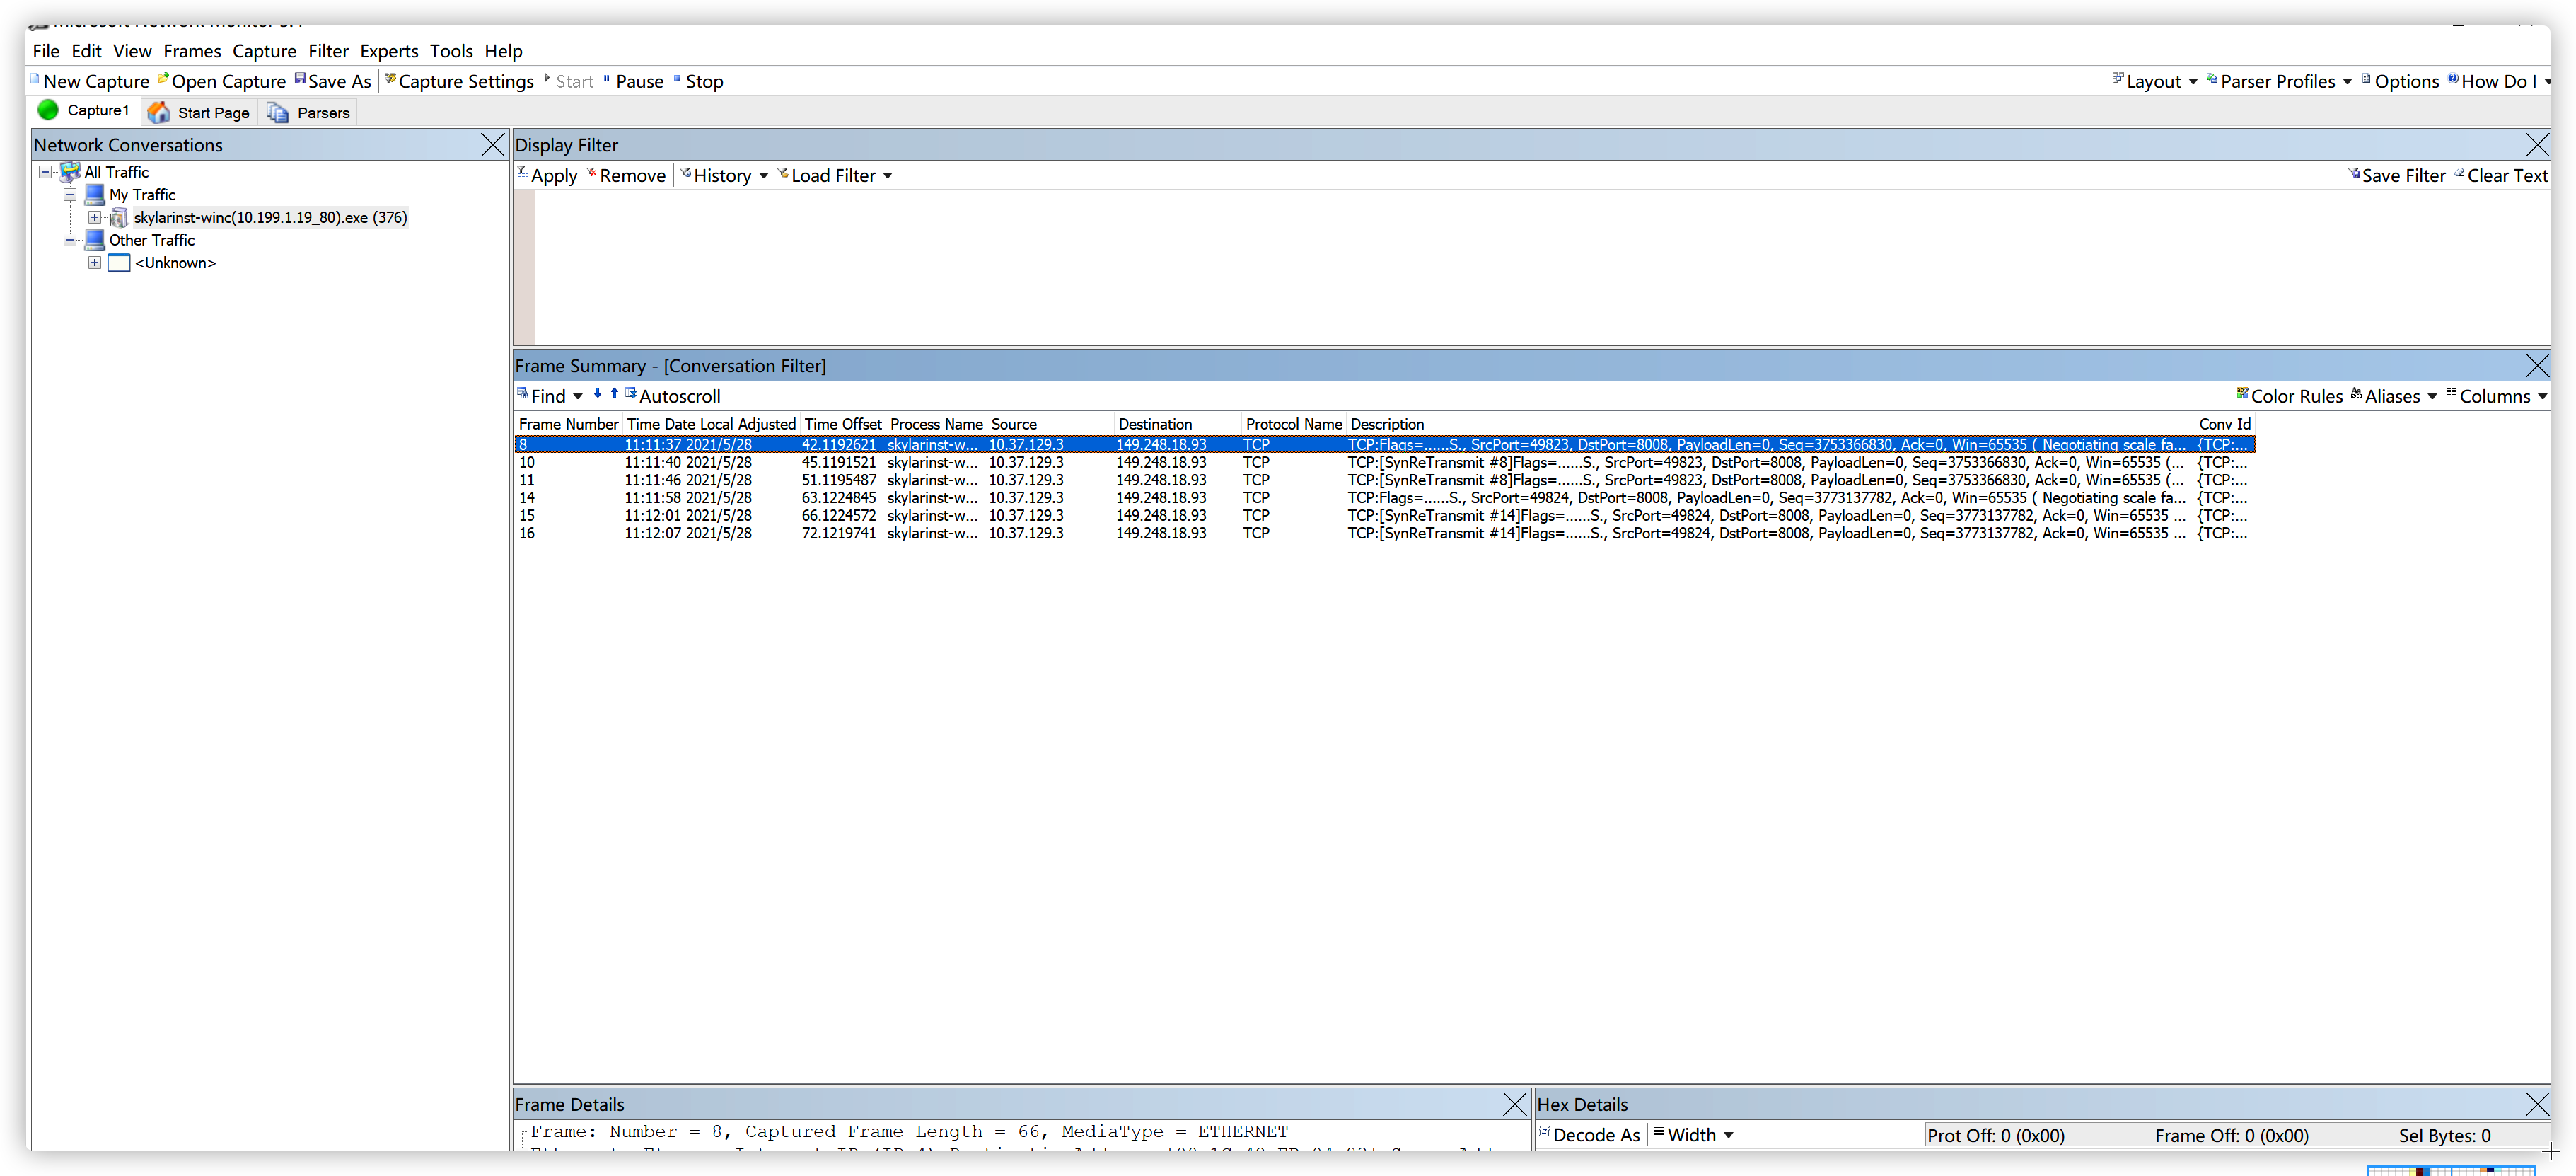 Microsoft Network Monitor 3.4
File Edit View Frames Capture Filter Experts Tools Help
New Capture Open Capture Save As Capture Settings Start Pause Stop Layout Parser Profiles Options How Do I
Capture1 Start Page Parsers
Network Conversations
All Traffic
My Traffic
skylarinst-winc(10.199.1.19_80).exe (376)
Other Traffic
<Unknown>
Display Filter
Apply Remove History Load Filter Save Filter Clear Text
Frame Summary - [Conversation Filter]
Find Autoscroll Color Rules Aliases Columns
Frame Number Time Date Local Adjusted Time Offset Process Name Source Destination Protocol Name Description Conv Id
8 11:11:37 2021/5/28 42.1192621 skylarinst-w... 10.37.129.3 149.248.18.93 TCP TCP:Flags=......S., SrcPort=49823, DstPort=8008, PayloadLen=0, Seq=3753366830, Ack=0, Win=65535 ( Negotiating scale fa... {TCP:...
10 11:11:40 2021/5/28 45.1191521 skylarinst-w... 10.37.129.3 149.248.18.93 TCP TCP:[SynReTransmit #8]Flags=......S., SrcPort=49823, DstPort=8008, PayloadLen=0, Seq=3753366830, Ack=0, Win=65535 (... {TCP:...
11 11:11:46 2021/5/28 51.1195487 skylarinst-w... 10.37.129.3 149.248.18.93 TCP TCP:[SynReTransmit #8]Flags=......S., SrcPort=49823, DstPort=8008, PayloadLen=0, Seq=3753366830, Ack=0, Win=65535 (... {TCP:...
14 11:11:58 2021/5/28 63.1224845 skylarinst-w... 10.37.129.3 149.248.18.93 TCP TCP:Flags=......S., SrcPort=49824, DstPort=8008, PayloadLen=0, Seq=3773137782, Ack=0, Win=65535 ( Negotiating scale fa... {TCP:...
15 11:12:01 2021/5/28 66.1224572 skylarinst-w... 10.37.129.3 149.248.18.93 TCP TCP:[SynReTransmit #14]Flags=......S., SrcPort=49824, DstPort=8008, PayloadLen=0, Seq=3773137782, Ack=0, Win=65535 ... {TCP:...
16 11:12:07 2021/5/28 72.1219741 skylarinst-w... 10.37.129.3 149.248.18.93 TCP TCP:[SynReTransmit #14]Flags=......S., SrcPort=49824, DstPort=8008, PayloadLen=0, Seq=3773137782, Ack=0, Win=65535 ... {TCP:...
Frame Details
Frame: Number = 8, Captured Frame Length = 66, MediaType = ETHERNET
Hex Details
Decode As Width Prot Off: 0 (0x00) Frame Off: 0 (0x00) Sel Bytes: 0